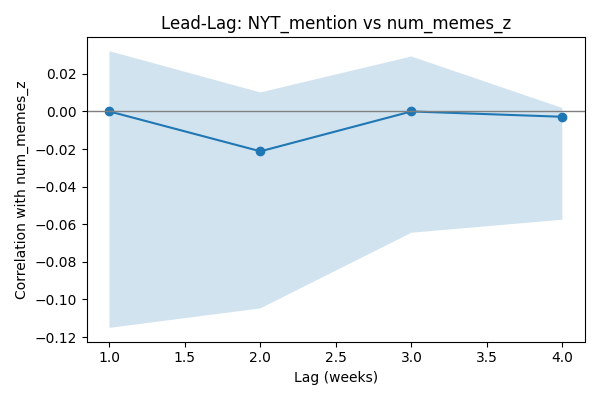 Lead-Lag: NYT_mention vs num_memes_z
Correlation with num_memes_z
0.02
0.00
−0.02
−0.04
−0.06
−0.08
−0.10
−0.12
1.0 1.5 2.0 2.5 3.0 3.5 4.0
Lag (weeks)